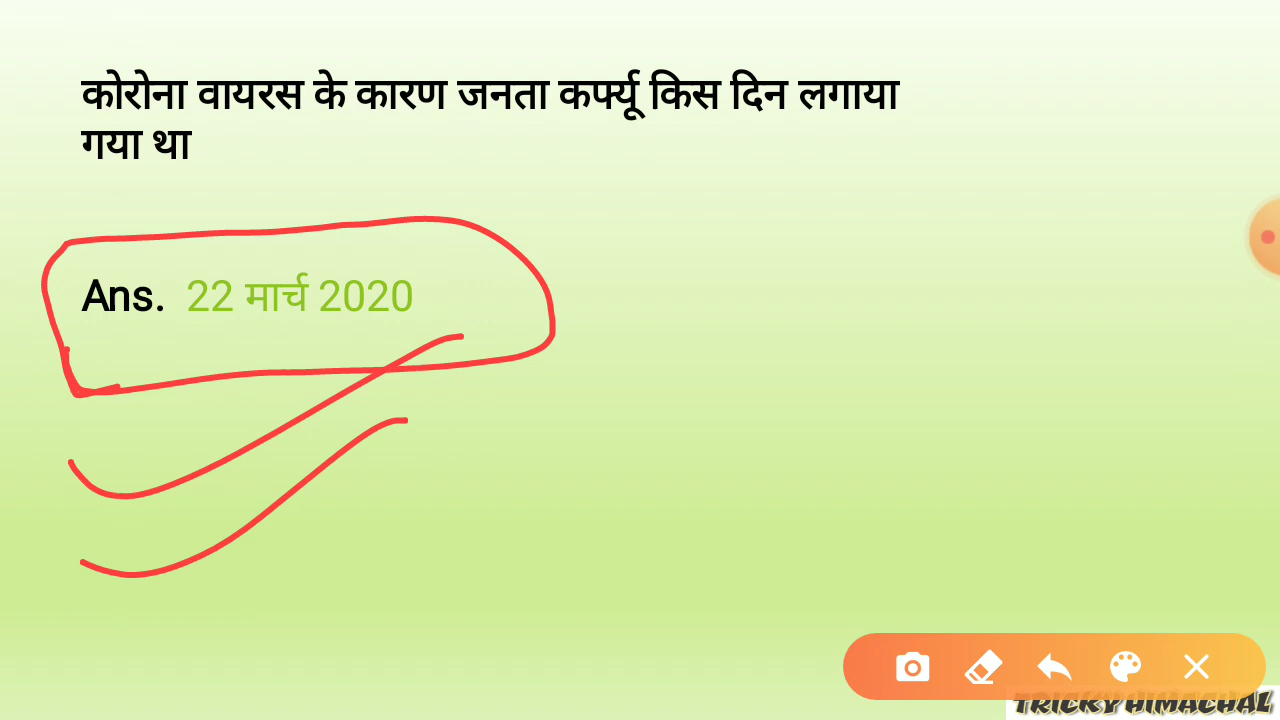 कोरोना वायरस के कारण जनता कर्फ्यू किस दिन लगाया
गया था
Ans. 22 मार्च 2020
TRICKY HIMACHAL